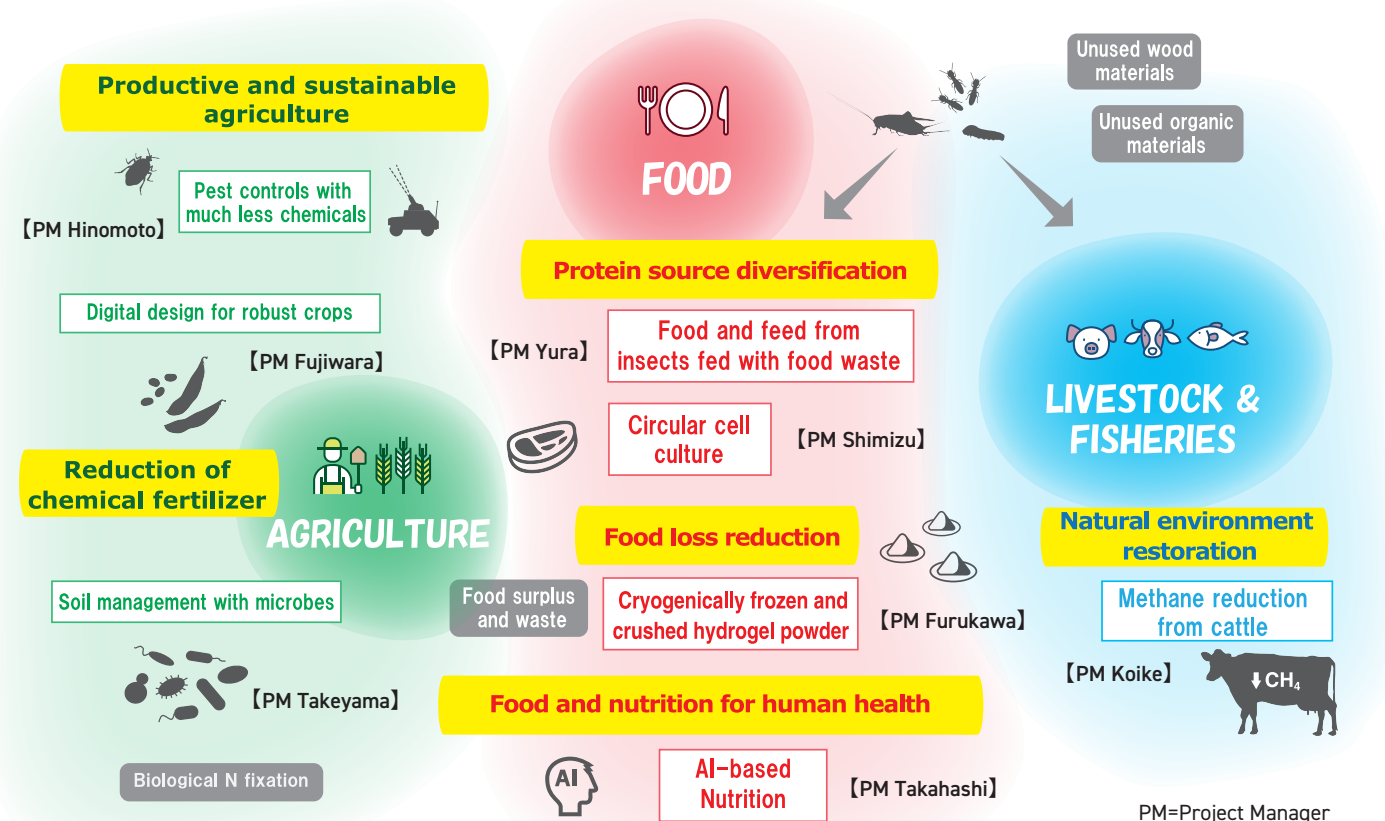 Productive and sustainable
agriculture
Pest controls with
much less chemicals
【PM Hinomoto】
Digital design for robust crops
【PM Fujiwara】
Reduction of
chemical fertilizer
AGRICULTURE
Soil management with microbes
【PM Takeyama】
Biological N fixation
FOOD
Protein source diversification
【PM Yura】
Food and feed from
insects fed with food waste
Circular cell
culture
【PM Shimizu】
Food loss reduction
Food surplus
and waste
Cryogenically frozen and
crushed hydrogel powder
【PM Furukawa】
Food and nutrition for human health
AI
AI-based
Nutrition
【PM Takahashi】
Unused wood
materials
Unused organic
materials
LIVESTOCK &
FISHERIES
Natural environment
restoration
Methane reduction
from cattle
【PM Koike】
⬇CH₄
PM=Project Manager